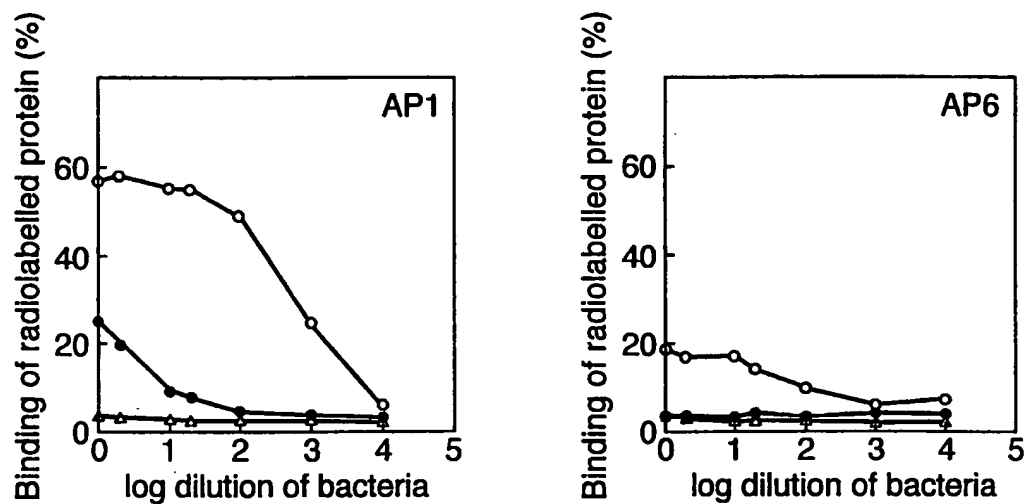 Binding of radiolabelled protein (%)
AP1
60
40
20
0
0 1 2 3 4 5
log dilution of bacteria
Binding of radiolabelled protein (%)
AP6
60
40
20
0
0 1 2 3 4 5
log dilution of bacteria